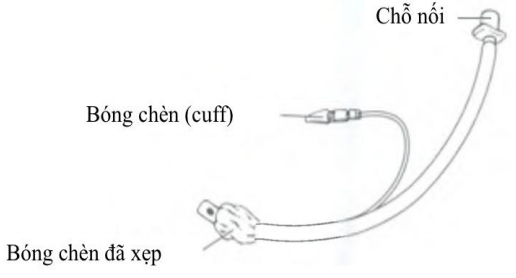 Chỗ nối
Bóng chèn (cuff)
Bóng chèn đã xẹp